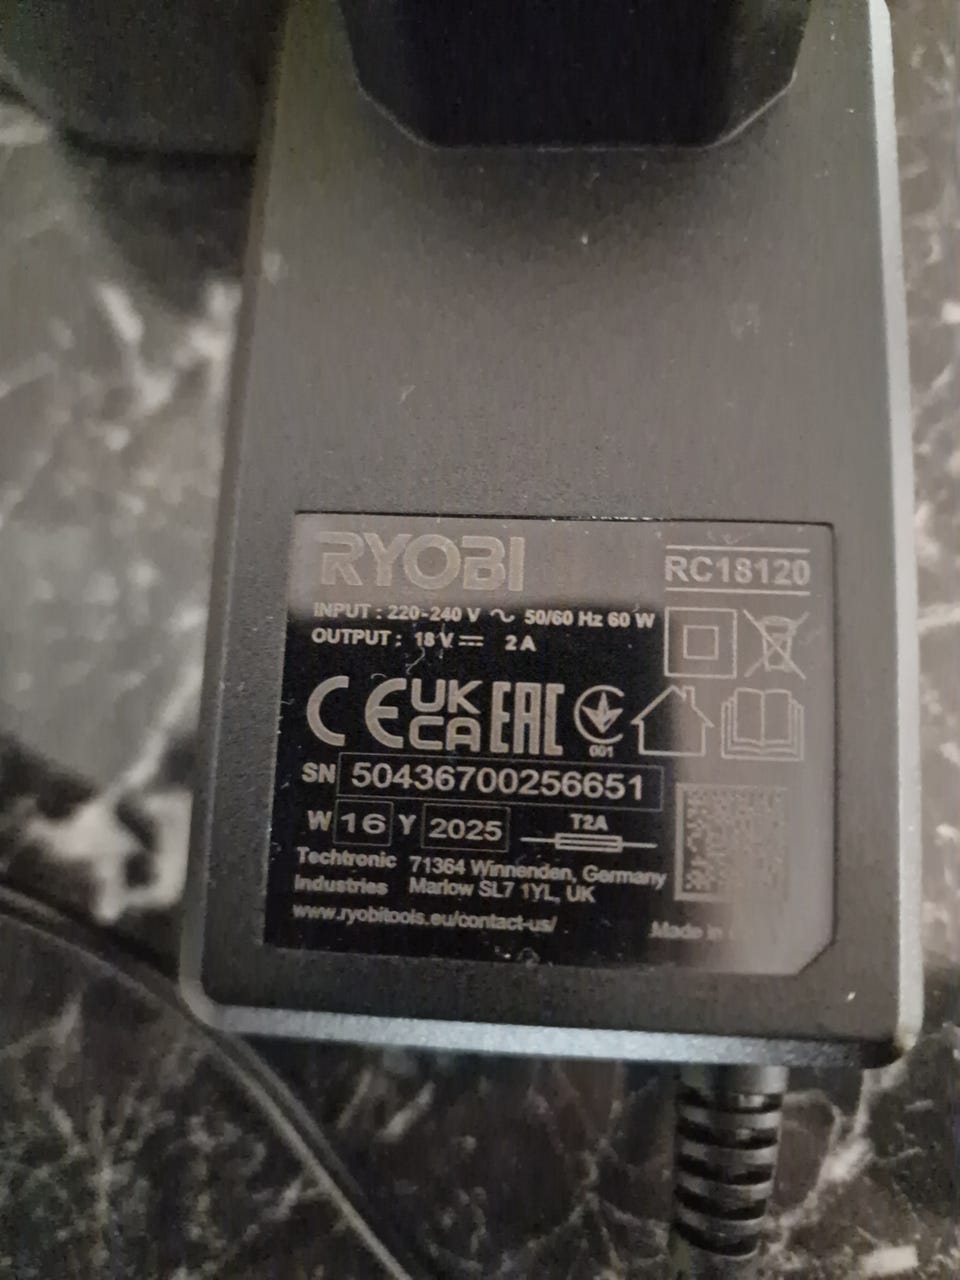 RYOBI
RC18120
INPUT : 220-240 V ~ 50/60 Hz 60 W
OUTPUT : 18 V ⎓ 2 A
CE UK CA EAC
001
SN 50436700256651
W 16 Y 2025 T2A
Techtronic 71364 Winnenden, Germany
Industries Marlow SL7 1YL, UK
www.ryobitools.eu/contact-us/
Made in